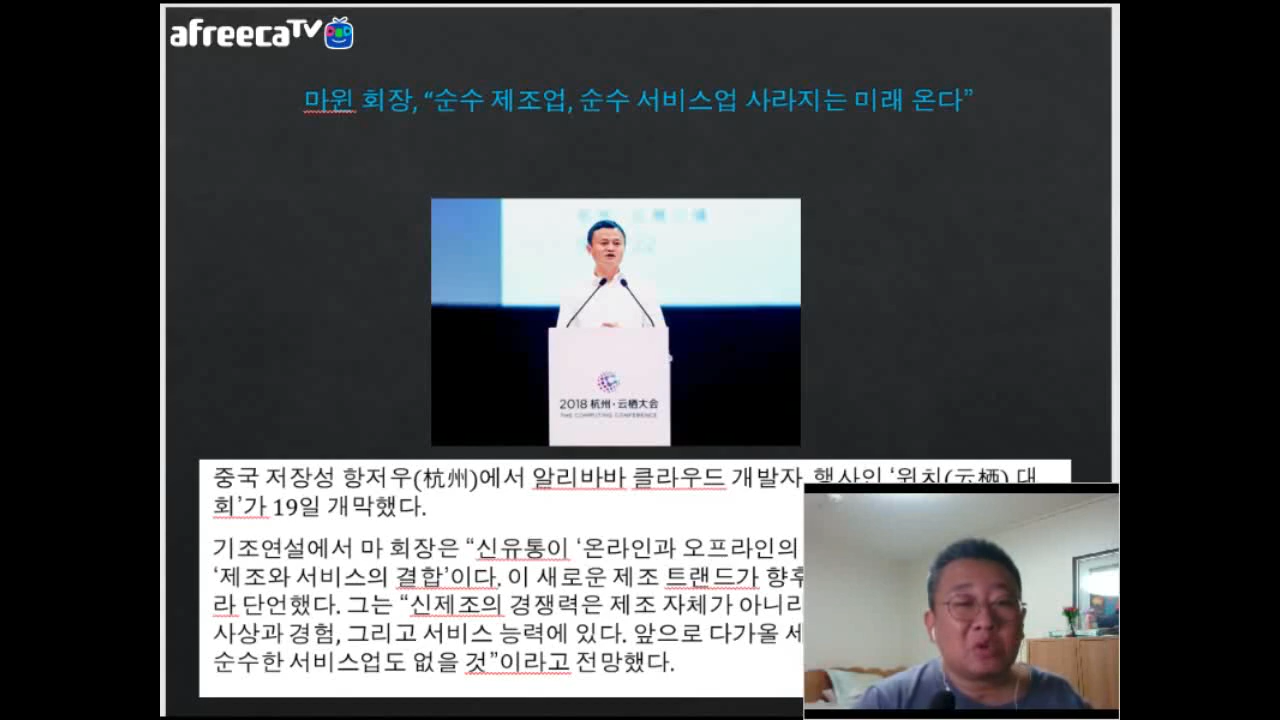 afreecaTV
마윈 회장, “순수 제조업, 순수 서비스업 사라지는 미래 온다”
2018 杭州·云栖大会
THE COMPUTING CONFERENCE
중국 저장성 항저우(杭州)에서 알리바바 클라우드 개발자 행사인 ‘윈치(云栖) 대
회’가 19일 개막했다.
기조연설에서 마 회장은 “신유통이 ‘온라인과 오프라인의
‘제조와 서비스의 결합’이다. 이 새로운 제조 트랜드가 향후
라 단언했다. 그는 “신제조의 경쟁력은 제조 자체가 아니라
사상과 경험, 그리고 서비스 능력에 있다. 앞으로 다가올 세
순수한 서비스업도 없을 것”이라고 전망했다.